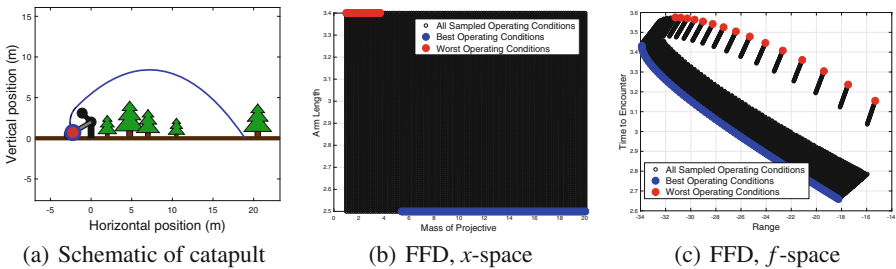 15
10
5
0
-5
Vertical position (m)
-5 0 5 10 15 20
Horizontal position (m)
(a) Schematic of catapult
3.4
3.3
3.2
3.1
3
2.9
2.8
2.7
2.6
2.5
Arm Length
All Sampled Operating Conditions
Best Operating Conditions
Worst Operating Conditions
0 2 4 6 8 10 12 14 16 18 20
Mass of Projective
(b) FFD, x-space
3.6
3.5
3.4
3.3
3.2
3.1
3
2.9
2.8
2.7
2.6
Time to Encounter
All Sampled Operating Conditions
Best Operating Conditions
Worst Operating Conditions
-34 -32 -30 -28 -26 -24 -22 -20 -18 -16 -14
Range
(c) FFD, f-space